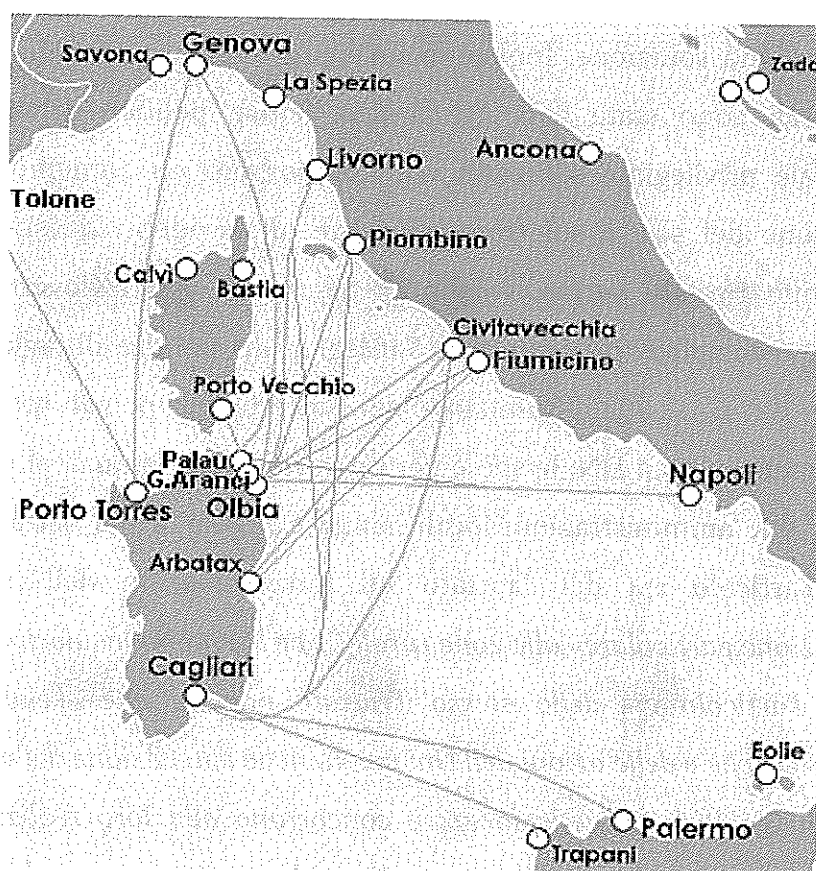 Genova
Savona
La Spezia
Zada
Livorno
Ancona
Tolone
Piombino
Calvi
Bastia
Civitavecchia
Fiumicino
Porto Vecchio
Palau
G.Aranci
Napoli
Porto Torres
Olbia
Arbatax
Cagliari
Eolie
Palermo
Trapani